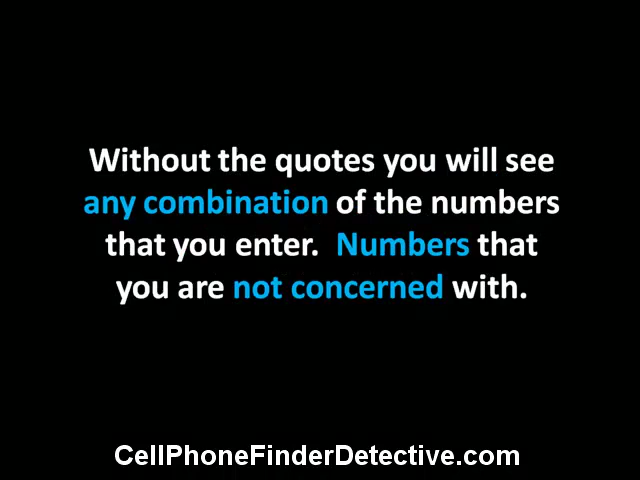 Without the quotes you will see
any combination of the numbers
that you enter.  Numbers that
you are not concerned with.
CellPhoneFinderDetective.com